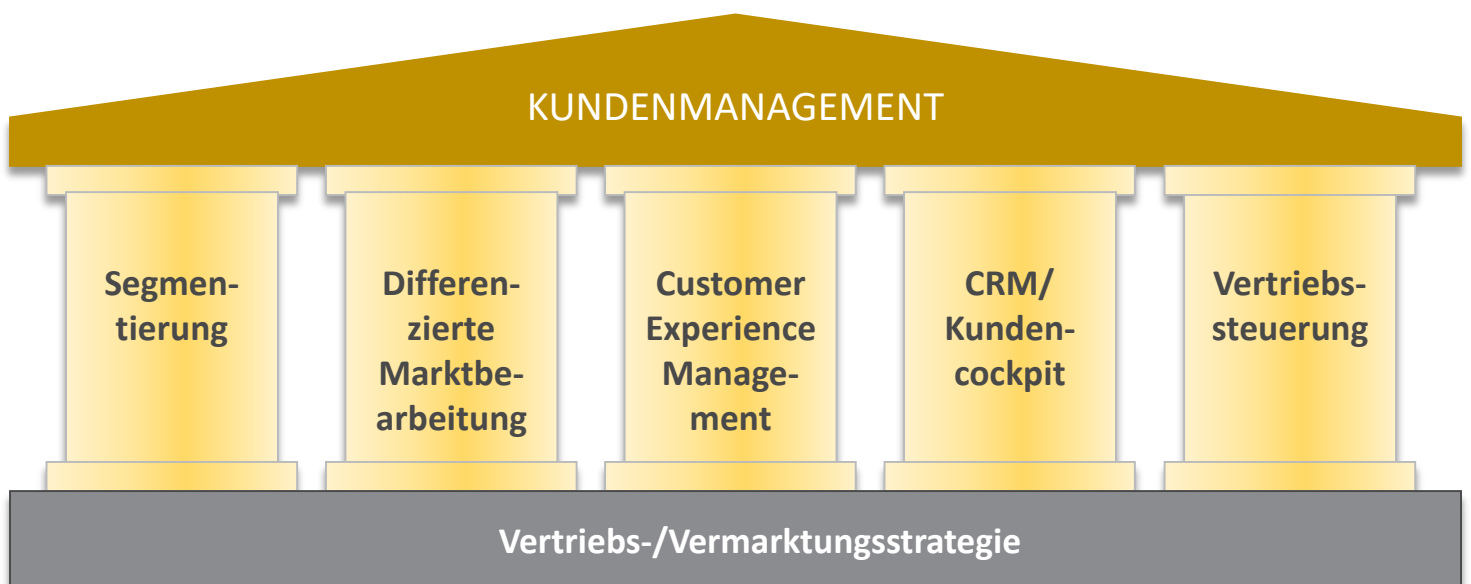 KUNDENMANAGEMENT
Segmen-
tierung
Differen-
zierte
Marktbe-
arbeitung
Customer
Experience
Manage-
ment
CRM/
Kunden-
cockpit
Vertriebs-
steuerung
Vertriebs-/Vermarktungsstrategie